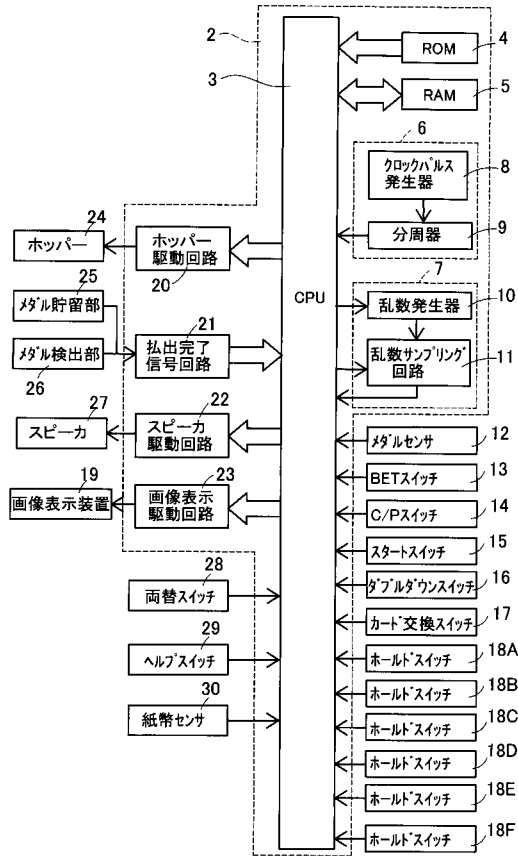 2
3
ROM
4
RAM
5
6
クロックパルス
発生器
8
分周器
9
7
乱数発生器
10
乱数サンプリング
回路
11
CPU
24
ホッパー
ホッパー
駆動回路
20
25
メダル貯留部
メダル検出部
26
21
払出完了
信号回路
27
スピーカ
22
スピーカ
駆動回路
19
画像表示装置
23
画像表示
駆動回路
28
両替スイッチ
29
ヘルプスイッチ
30
紙幣センサ
メダルセンサ
12
BETスイッチ
13
C/Pスイッチ
14
スタートスイッチ
15
ダブルダウンスイッチ
16
カード交換スイッチ
17
ホールドスイッチ
18A
ホールドスイッチ
18B
ホールドスイッチ
18C
ホールドスイッチ
18D
ホールドスイッチ
18E
ホールドスイッチ
18F